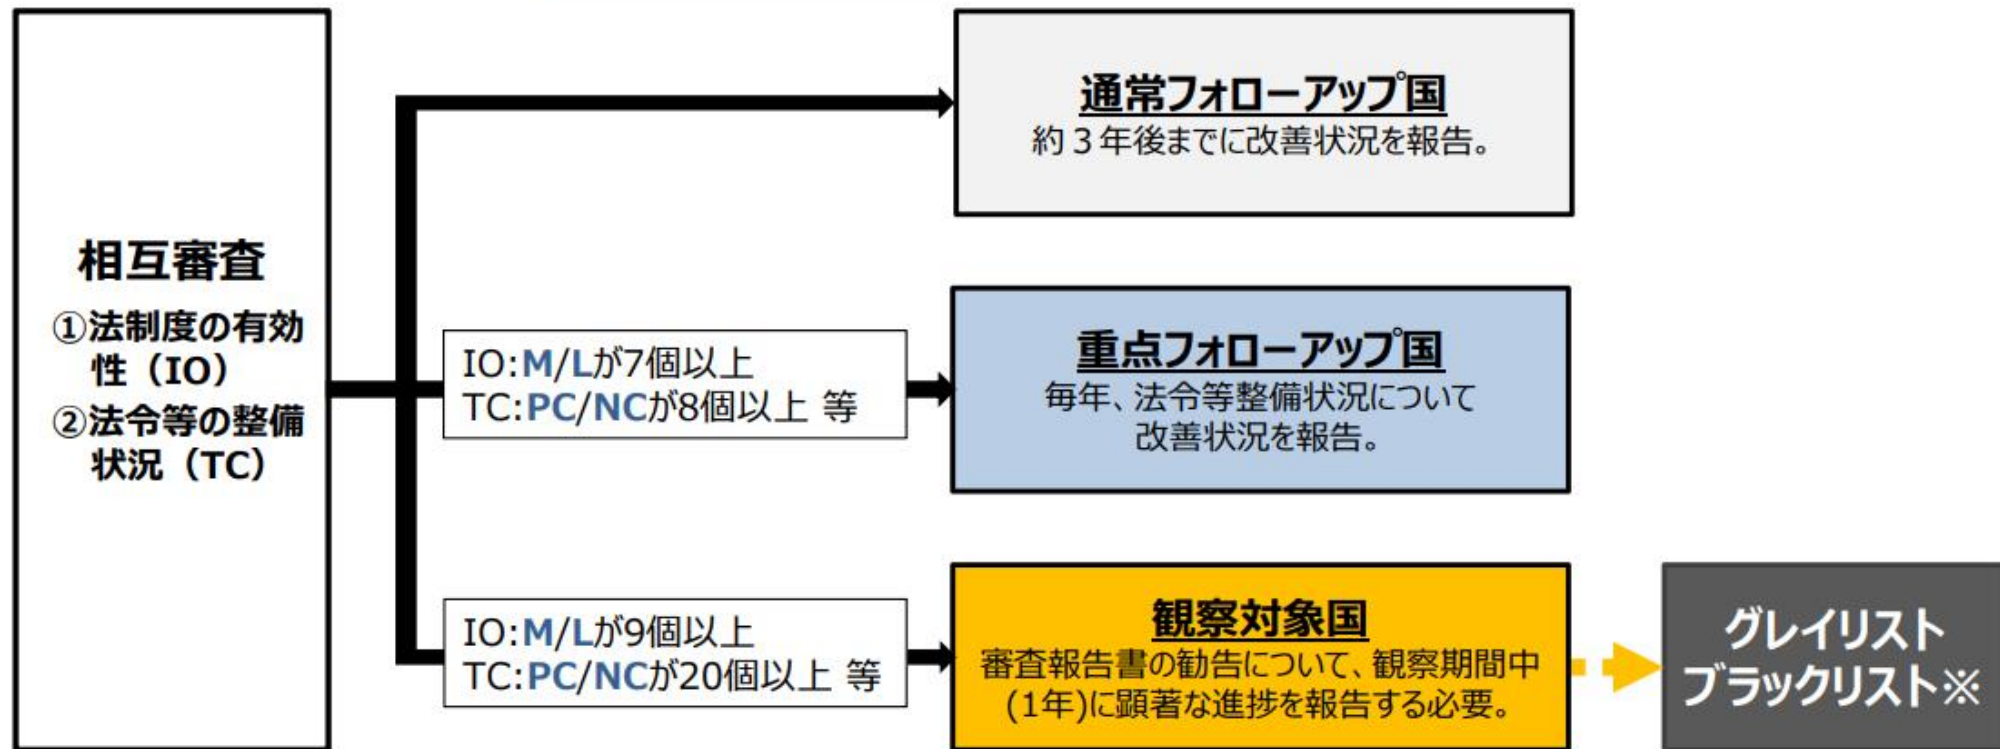 相互審査
①法制度の有効
性（IO）
②法令等の整備
状況（TC）
通常フォローアップ国
約３年後までに改善状況を報告。
IO:M/Lが7個以上
TC:PC/NCが8個以上 等
重点フォローアップ国
毎年、法令等整備状況について
改善状況を報告。
IO:M/Lが9個以上
TC:PC/NCが20個以上 等
観察対象国
審査報告書の勧告について、観察期間中
(1年)に顕著な進捗を報告する必要。
グレイリスト
ブラックリスト※